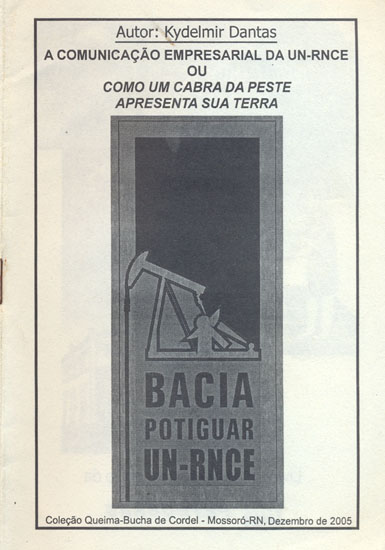 Autor: Kydelmir Dantas
A COMUNICAÇÃO EMPRESARIAL DA UN-RNCE
OU
COMO UM CABRA DA PESTE
APRESENTA SUA TERRA
BACIA
POTIGUAR
UN-RNCE
Coleção Queima-Bucha de Cordel - Mossoró-RN, Dezembro de 2005